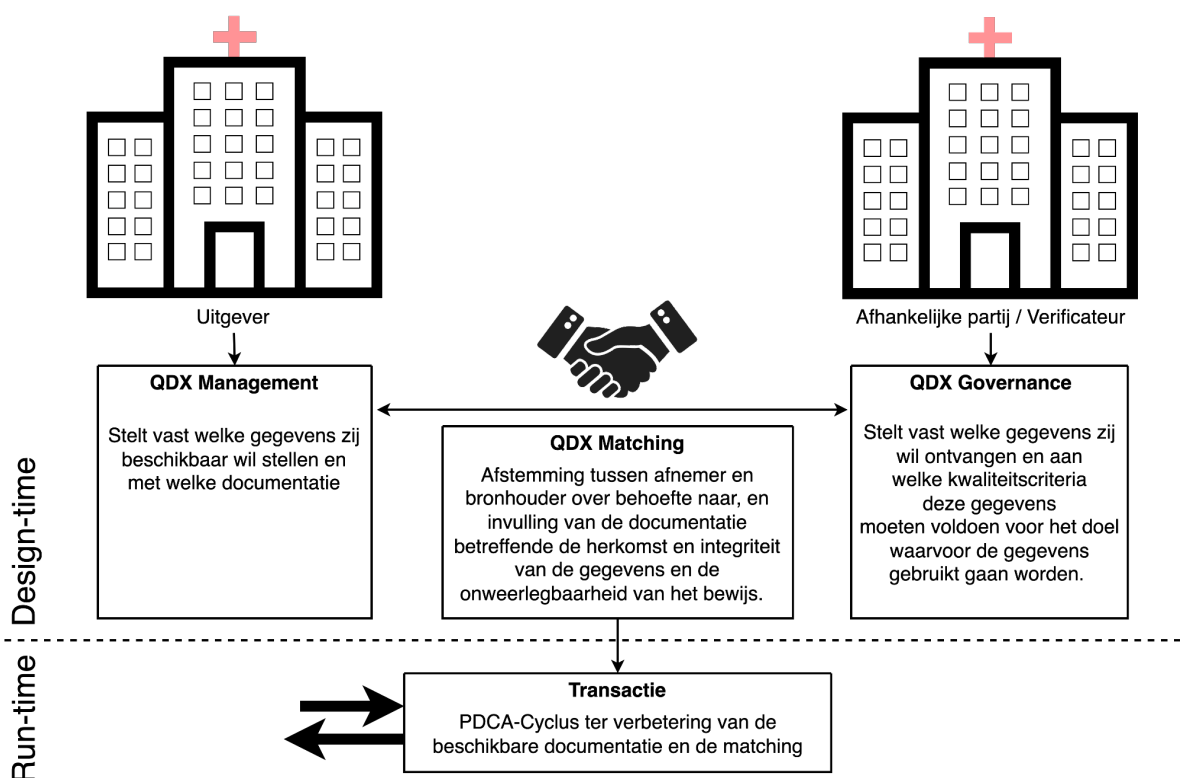 Uitgever
Afhankelijke partij / Verificateur
QDX Management
Stelt vast welke gegevens zij
beschikbaar wil stellen en
met welke documentatie
QDX Matching
Afstemming tussen afnemer en
bronhouder over behoefte naar, en
invulling van de documentatie
betreffende de herkomst en integriteit
van de gegevens en de
onweerlegbaarheid van het bewijs.
QDX Governance
Stelt vast welke gegevens zij
wil ontvangen en aan
welke kwaliteitscriteria
deze gegevens
moeten voldoen voor het doel
waarvoor de gegevens
gebruikt gaan worden.
Design-time
Run-time
Transactie
PDCA-Cyclus ter verbetering van de
beschikbare documentatie en de matching